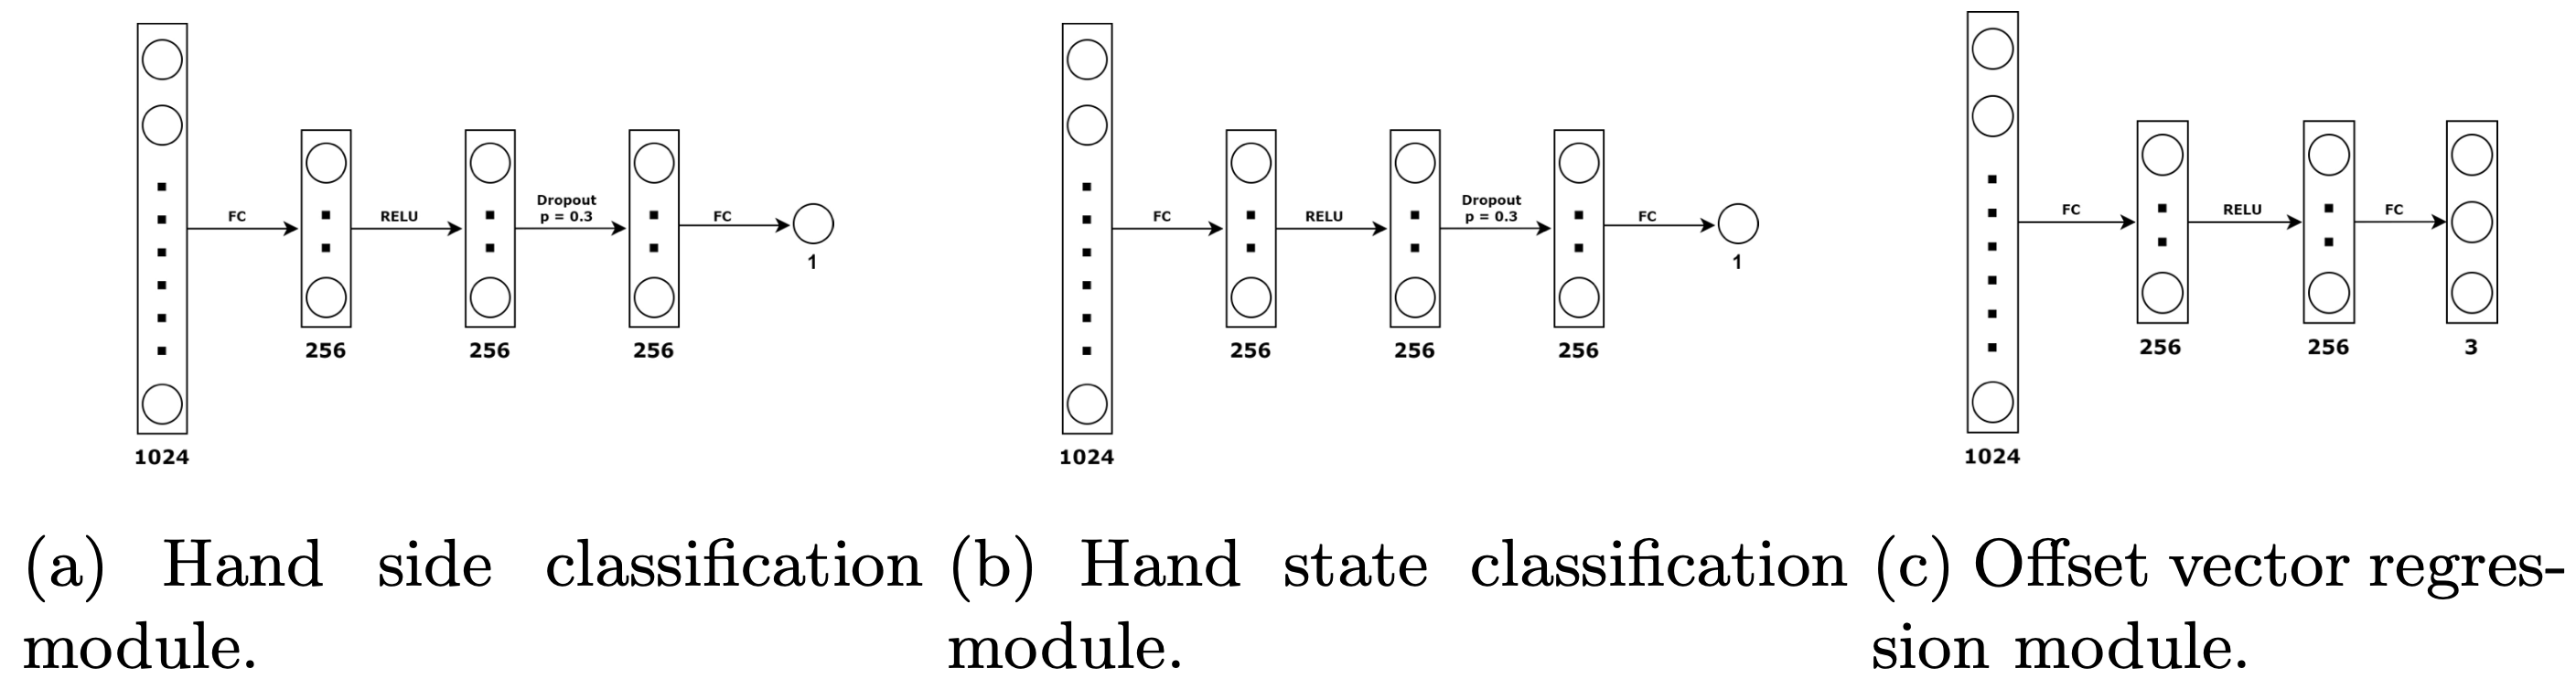 FC
RELU
Dropout
p = 0.3
FC
1
256
256
256
1024
FC
RELU
Dropout
p = 0.3
FC
1
256
256
256
1024
FC
RELU
FC
256
256
3
1024
(a) Hand side classification
module.
(b) Hand state classification
module.
(c) Offset vector regres-
sion module.